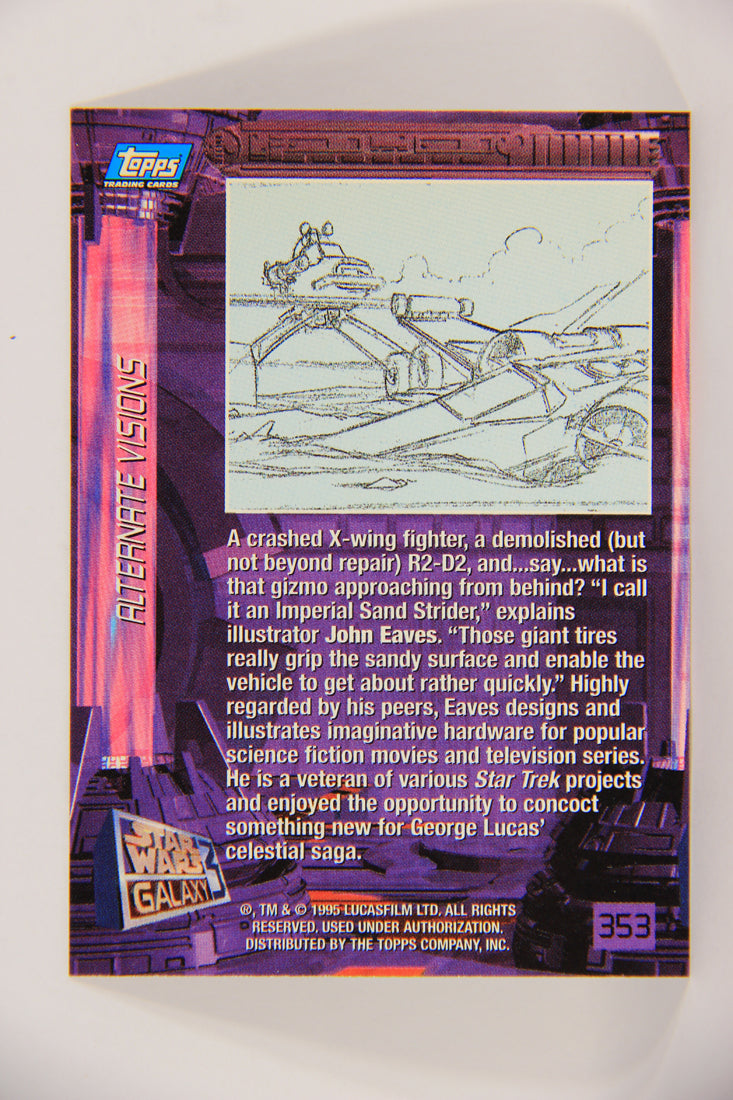 Topps
TRADING CARDS
ALTERNATE VISIONS
A crashed X-wing fighter, a demolished (but
not beyond repair) R2-D2, and...say...what is
that gizmo approaching from behind? “I call
it an Imperial Sand Strider,” explains
illustrator John Eaves. “Those giant tires
really grip the sandy surface and enable the
vehicle to get about rather quickly.” Highly
regarded by his peers, Eaves designs and
illustrates imaginative hardware for popular
science fiction movies and television series.
He is a veteran of various Star Trek projects
and enjoyed the opportunity to concoct
something new for George Lucas’
celestial saga.
STAR
WARS 3
GALAXY
®, TM & © 1995 LUCASFILM LTD. ALL RIGHTS
RESERVED. USED UNDER AUTHORIZATION.
DISTRIBUTED BY THE TOPPS COMPANY, INC.
353